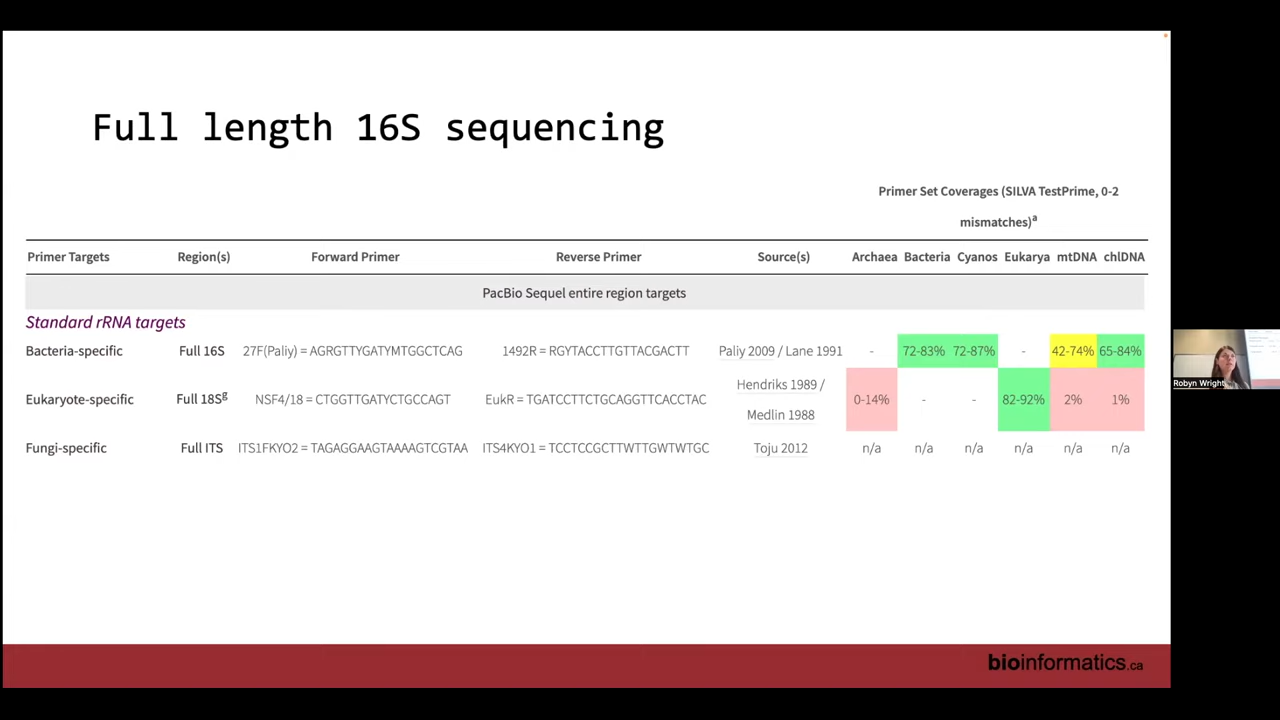 Full length 16S sequencing
Primer Set Coverages (SILVA TestPrime, 0-2
mismatches)a
Primer Targets Region(s) Forward Primer Reverse Primer Source(s) Archaea Bacteria Cyanos Eukarya mtDNA chlDNA
PacBio Sequel entire region targets
Standard rRNA targets
Bacteria-specific Full 16S 27F(Paliy) = AGRGTTYGATYMTGGCTCAG 1492R = RGYTACCTTGTTACGACTT Paliy 2009 / Lane 1991 - 72-83% 72-87% - 42-74% 65-84%
Eukaryote-specific Full 18Sg NSF4/18 = CTGGTTGATYCTGCCAGT EukR = TGATCCTTCTGCAGGTTCACCTAC Hendriks 1989 / Medlin 1988 0-14% - - 82-92% 2% 1%
Fungi-specific Full ITS ITS1FKYO2 = TAGAGGAAGTAAAAGTCGTAA ITS4KYO1 = TCCTCCGCTTWTTGWTWTGC Toju 2012 n/a n/a n/a n/a n/a n/a
Robyn Wright
bioinformatics.ca